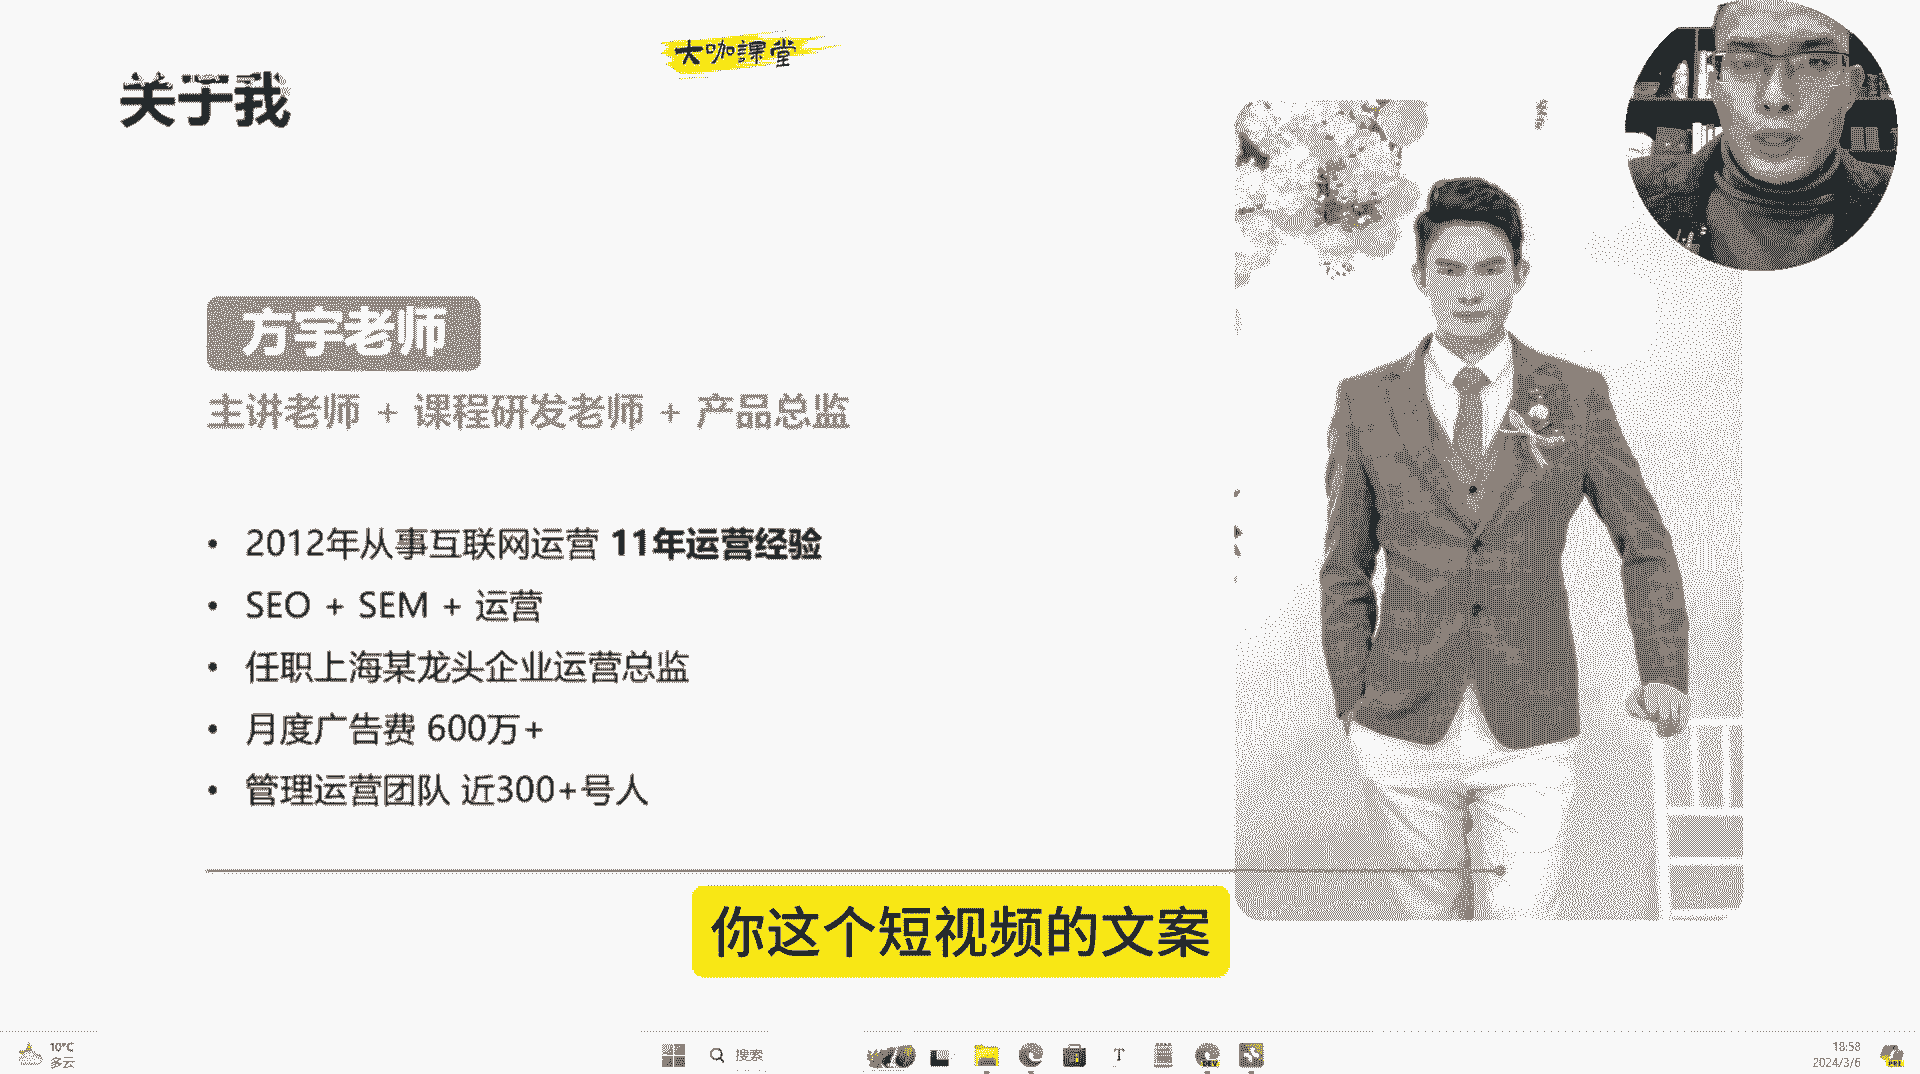 大咖課堂
关于我
方宇老师
主讲老师 + 课程研发老师 + 产品总监
• 2012年从事互联网运营 11年运营经验
• SEO + SEM + 运营
• 任职上海某龙头企业运营总监
• 月度广告费 600万+
• 管理运营团队 近300+号人
你这个短视频的文案
10°C
多云
搜索
18:58
2024/3/6